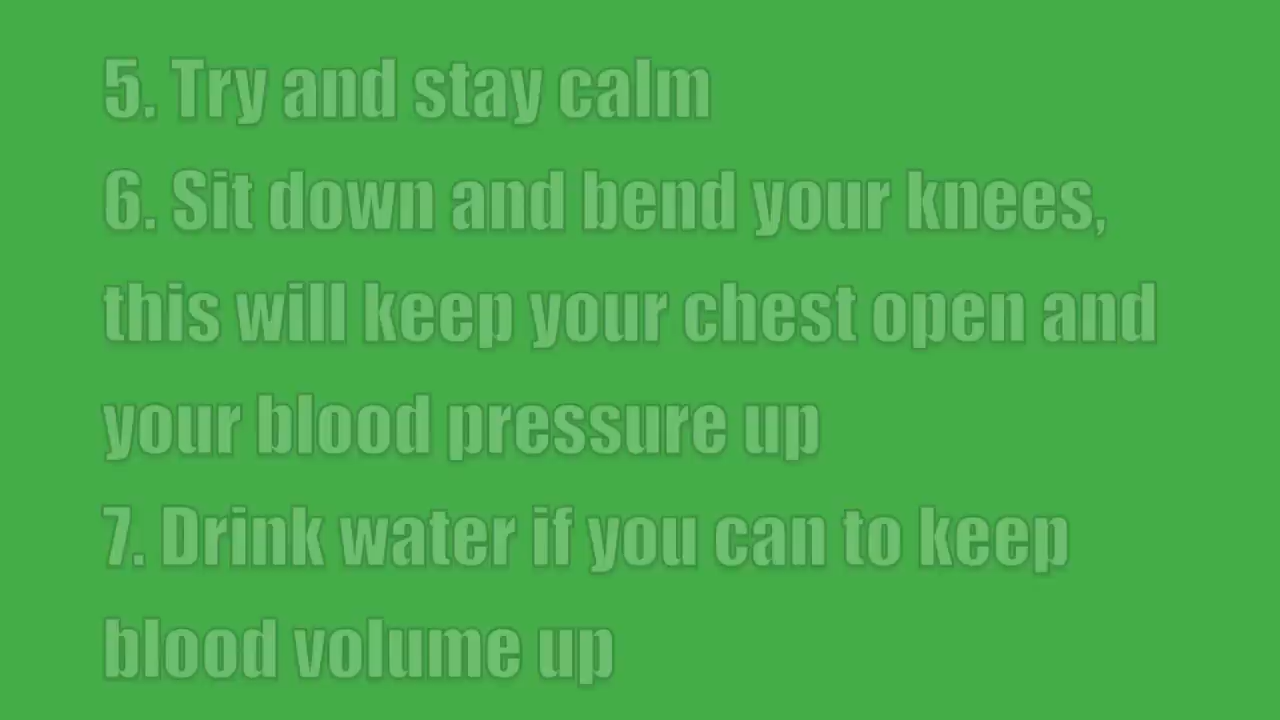 5. Try and stay calm
6. Sit down and bend your knees,
this will keep your chest open and
your blood pressure up
7. Drink water if you can to keep
blood volume up